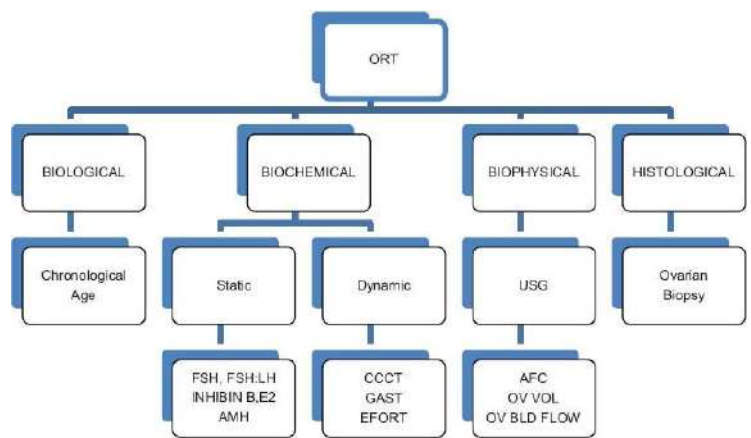 ORT
BIOLOGICAL
BIOCHEMICAL
BIOPHYSICAL
HISTOLOGICAL
Chronological
Age
Static
Dynamic
USG
Ovarian
Biopsy
FSH, FSH:LH
INHIBIN B,E2
AMH
CCCT
GAST
EFORT
AFC
OV VOL
OV BLD FLOW